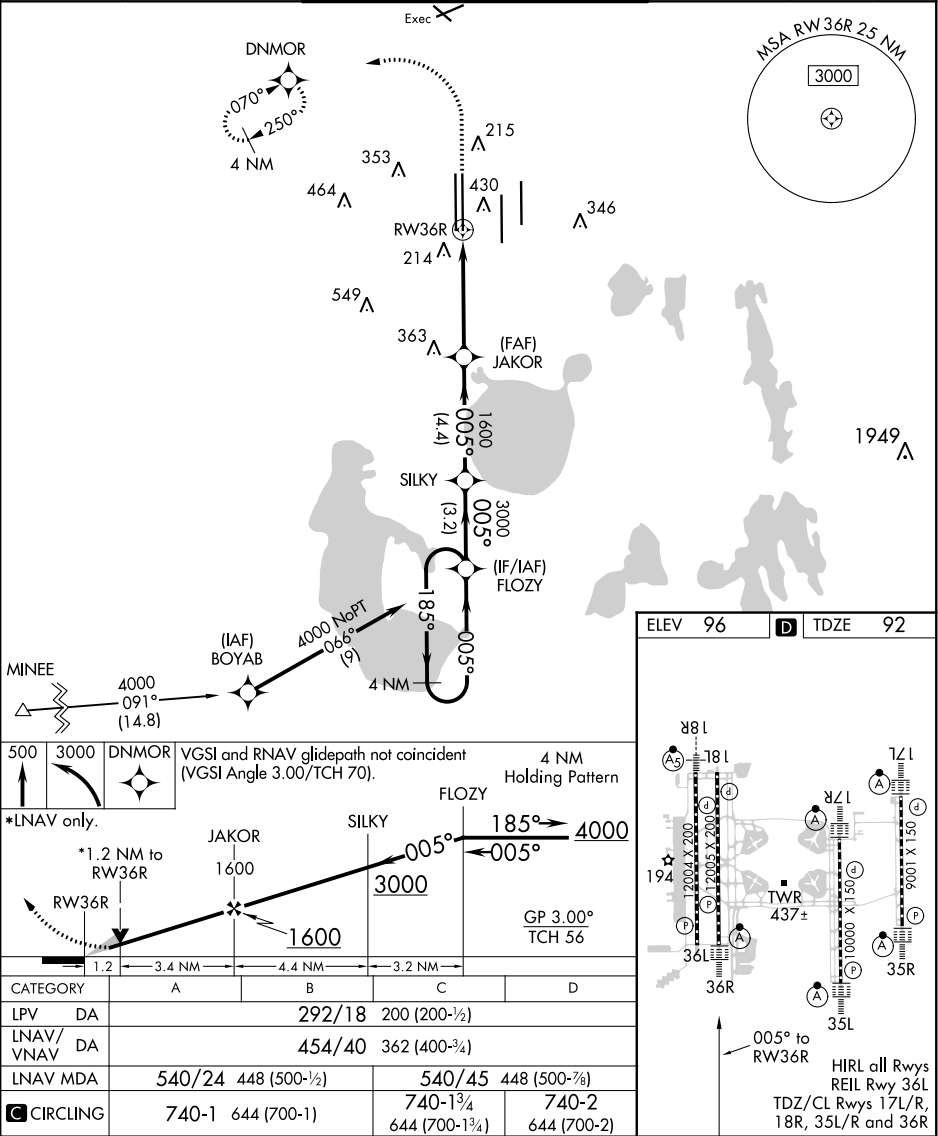 Exec
DNMOR
070°
250°
4 NM
MSA RW36R 25 NM
3000
215
353
464
430
346
RW36R
214
549
363
(FAF)
JAKOR
1600
005°
(4.4)
1949
SILKY
3000
005°
(3.2)
(IF/IAF)
FLOZY
185°
005°
4 NM
4000 NoPT
066°
(9)
(IAF)
BOYAB
MINEE
4000
091°
(14.8)
500
3000
DNMOR
VGSI and RNAV glidepath not coincident
(VGSI Angle 3.00/TCH 70).
4 NM
Holding Pattern
*LNAV only.
FLOZY
SILKY
JAKOR
1600
185°
4000
005°
005°
3000
*1.2 NM to
RW36R
RW36R
1600
GP 3.00°
TCH 56
1.2
3.4 NM
4.4 NM
3.2 NM
CATEGORY A B C D
LPV DA 292/18 200 (200-½)
LNAV/
VNAV DA 454/40 362 (400-¾)
LNAV MDA 540/24 448 (500-½) 540/45 448 (500-⅞)
C CIRCLING 740-1 644 (700-1) 740-1¾ 644 (700-1¾) 740-2 644 (700-2)
ELEV 96 D TDZE 92
18R
18L
17L
17R
A5
A
A
P
P
P
12004 X 200
12005 X 200
9001 X 150
10000 X 150
194
TWR
437±
P
P
P
P
A
A
A
36L
36R
35R
35L
005° to
RW36R
HIRL all Rwys
REIL Rwy 36L
TDZ/CL Rwys 17L/R,
18R, 35L/R and 36R